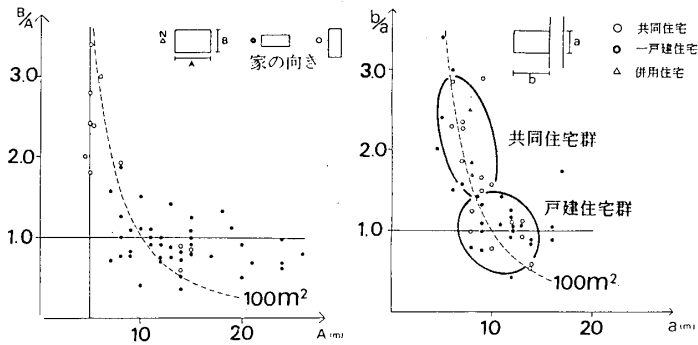 B/A
N
B
A
家の向き
3.0
2.0
1.0
100m²
10
20
A (m)
b/a
a
b
共同住宅
一戸建住宅
併用住宅
3.0
2.0
1.0
共同住宅群
戸建住宅群
100m²
10
20
a (m)